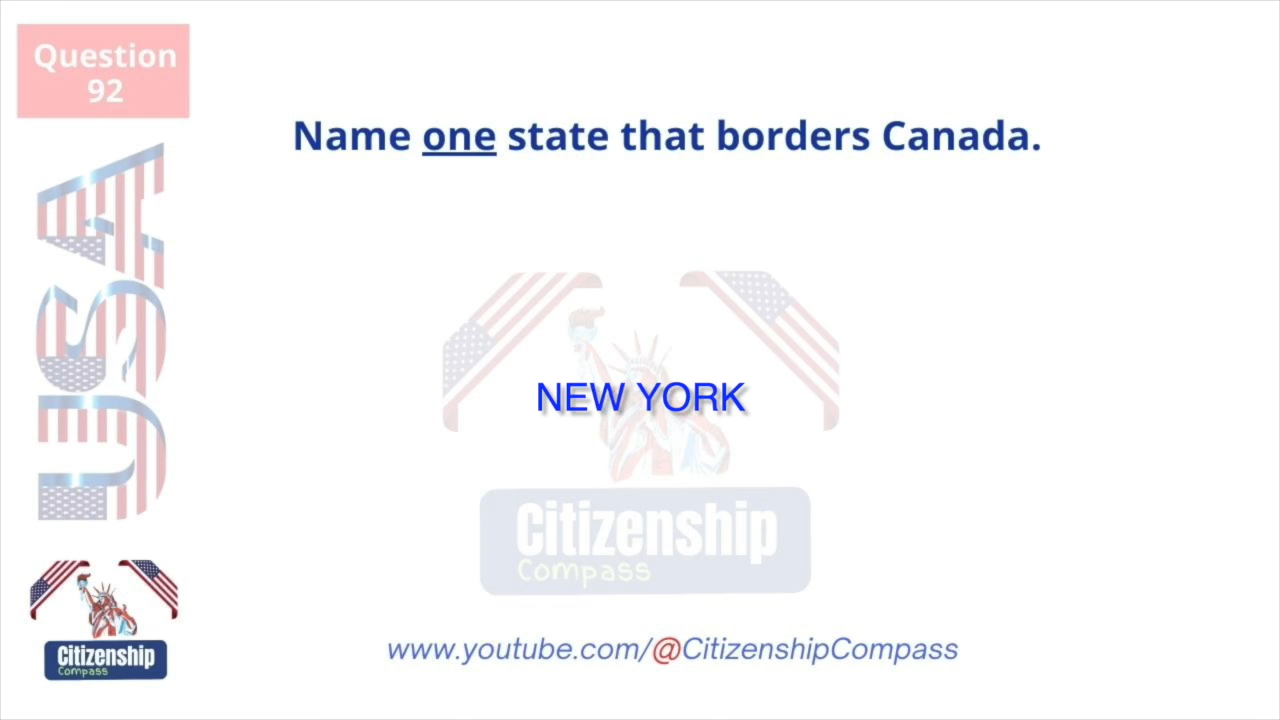 Question
92
Name one state that borders Canada.
USA
NEW YORK
Citizenship
Compass
Citizenship
Compass
www.youtube.com/@CitizenshipCompass